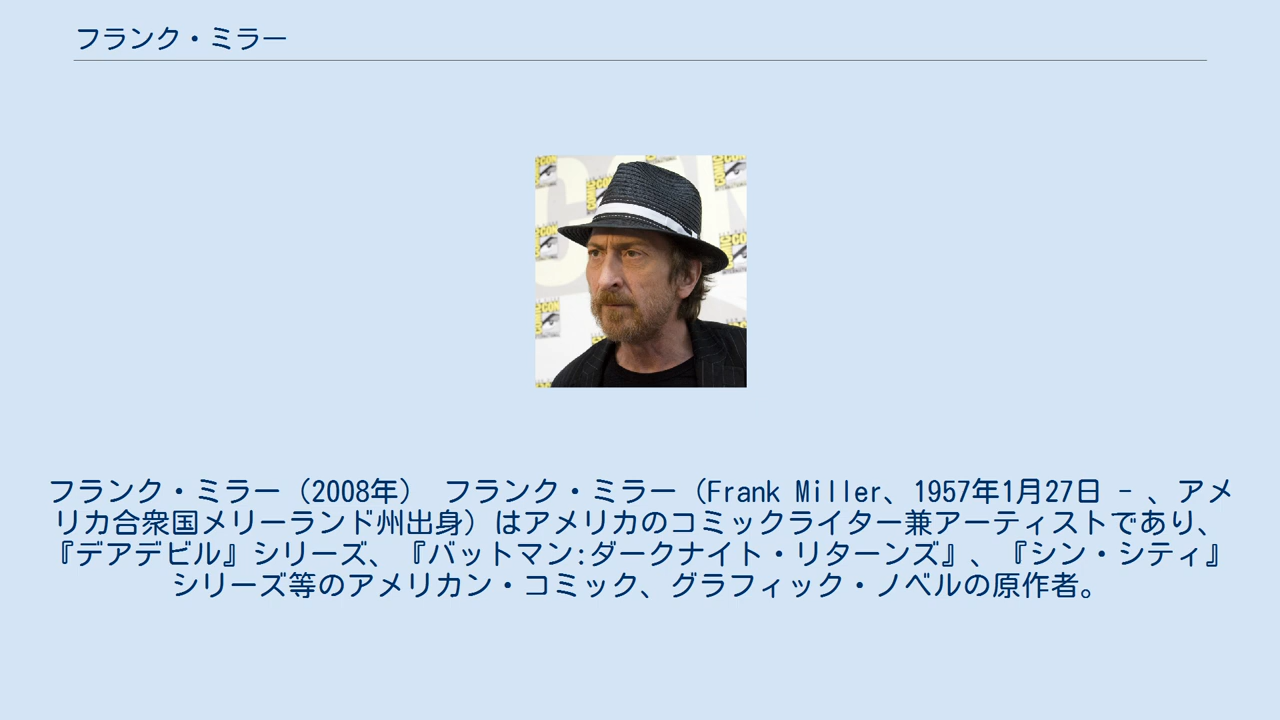 フランク・ミラー
フランク・ミラー（2008年） フランク・ミラー（Frank Miller、1957年1月27日 - 、アメ
リカ合衆国メリーランド州出身）はアメリカのコミックライター兼アーティストであり、
『デアデビル』シリーズ、『バットマン:ダークナイト・リターンズ』、『シン・シティ』
シリーズ等のアメリカン・コミック、グラフィック・ノベルの原作者。